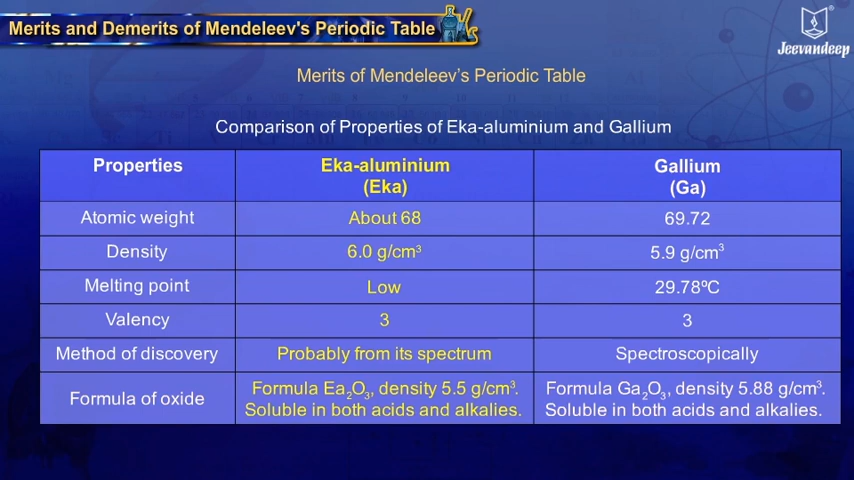 Merits and Demerits of Mendeleev's Periodic Table
Jeevandeep
Merits of Mendeleev's Periodic Table
Comparison of Properties of Eka-aluminium and Gallium
Properties
Eka-aluminium
(Eka)
Gallium
(Ga)
Atomic weight
About 68
69.72
Density
6.0 g/cm³
5.9 g/cm³
Melting point
Low
29.78ºC
Valency
3
3
Method of discovery
Probably from its spectrum
Spectroscopically
Formula of oxide
Formula Ea₂O₃, density 5.5 g/cm³.
Soluble in both acids and alkalies.
Formula Ga₂O₃, density 5.88 g/cm³.
Soluble in both acids and alkalies.